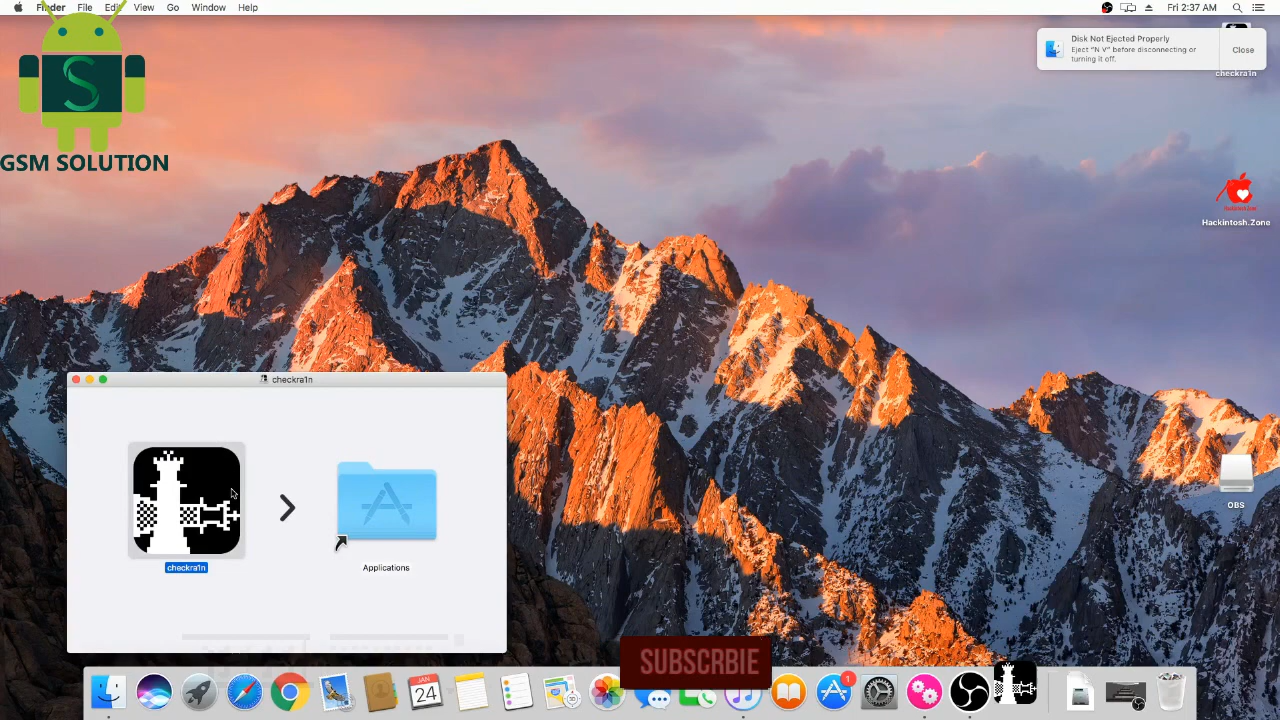 Finder File Edit View Go Window Help
Fri 2:37 AM
GSM SOLUTION
Disk Not Ejected Properly
Eject "N V" before disconnecting or
turning it off.
Close
checkra1n
Hackintosh.Zone
OBS
checkra1n
checkra1n
Applications
SUBSCRBIE
JAN
24
1